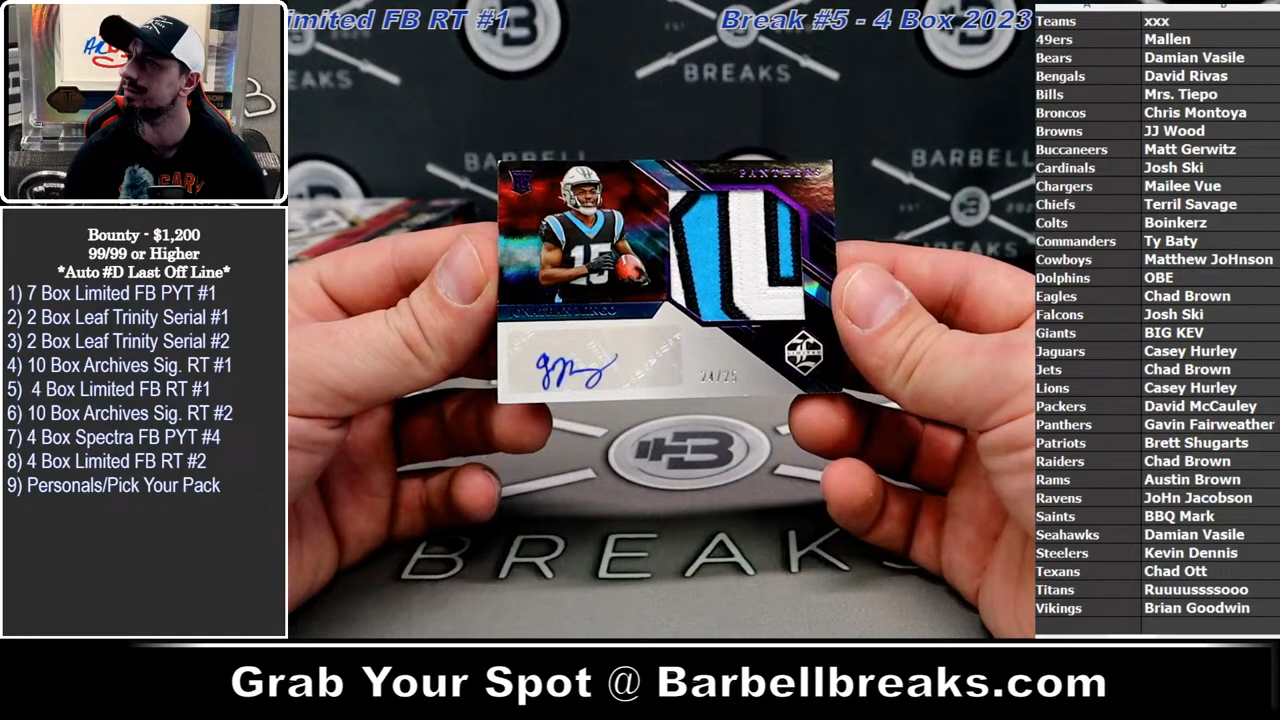 imited FB RT #1
Break #5 - 4 Box 2023
BREAKS
BREAKS
BARBELL
Bounty - $1,200
99/99 or Higher
*Auto #D Last Off Line*
1) 7 Box Limited FB PYT #1
2) 2 Box Leaf Trinity Serial #1
3) 2 Box Leaf Trinity Serial #2
4) 10 Box Archives Sig. RT #1
5) 4 Box Limited FB RT #1
6) 10 Box Archives Sig. RT #2
7) 4 Box Spectra FB PYT #4
8) 4 Box Limited FB RT #2
9) Personals/Pick Your Pack
PANTHERS
15
JONATHAN MINGO
LIMITED
24/25
BREAKS
Teams xxx
49ers Mallen
Bears Damian Vasile
Bengals David Rivas
Bills Mrs. Tiepo
Broncos Chris Montoya
Browns JJ Wood
Buccaneers Matt Gerwitz
Cardinals Josh Ski
Chargers Mailee Vue
Chiefs Terril Savage
Colts Boinkerz
Commanders Ty Baty
Cowboys Matthew JoHnson
Dolphins OBE
Eagles Chad Brown
Falcons Josh Ski
Giants BIG KEV
Jaguars Casey Hurley
Jets Chad Brown
Lions Casey Hurley
Packers David McCauley
Panthers Gavin Fairweather
Patriots Brett Shugarts
Raiders Chad Brown
Rams Austin Brown
Ravens JoHn Jacobson
Saints BBQ Mark
Seahawks Damian Vasile
Steelers Kevin Dennis
Texans Chad Ott
Titans Ruuuussssooo
Vikings Brian Goodwin
Grab Your Spot @ Barbellbreaks.com